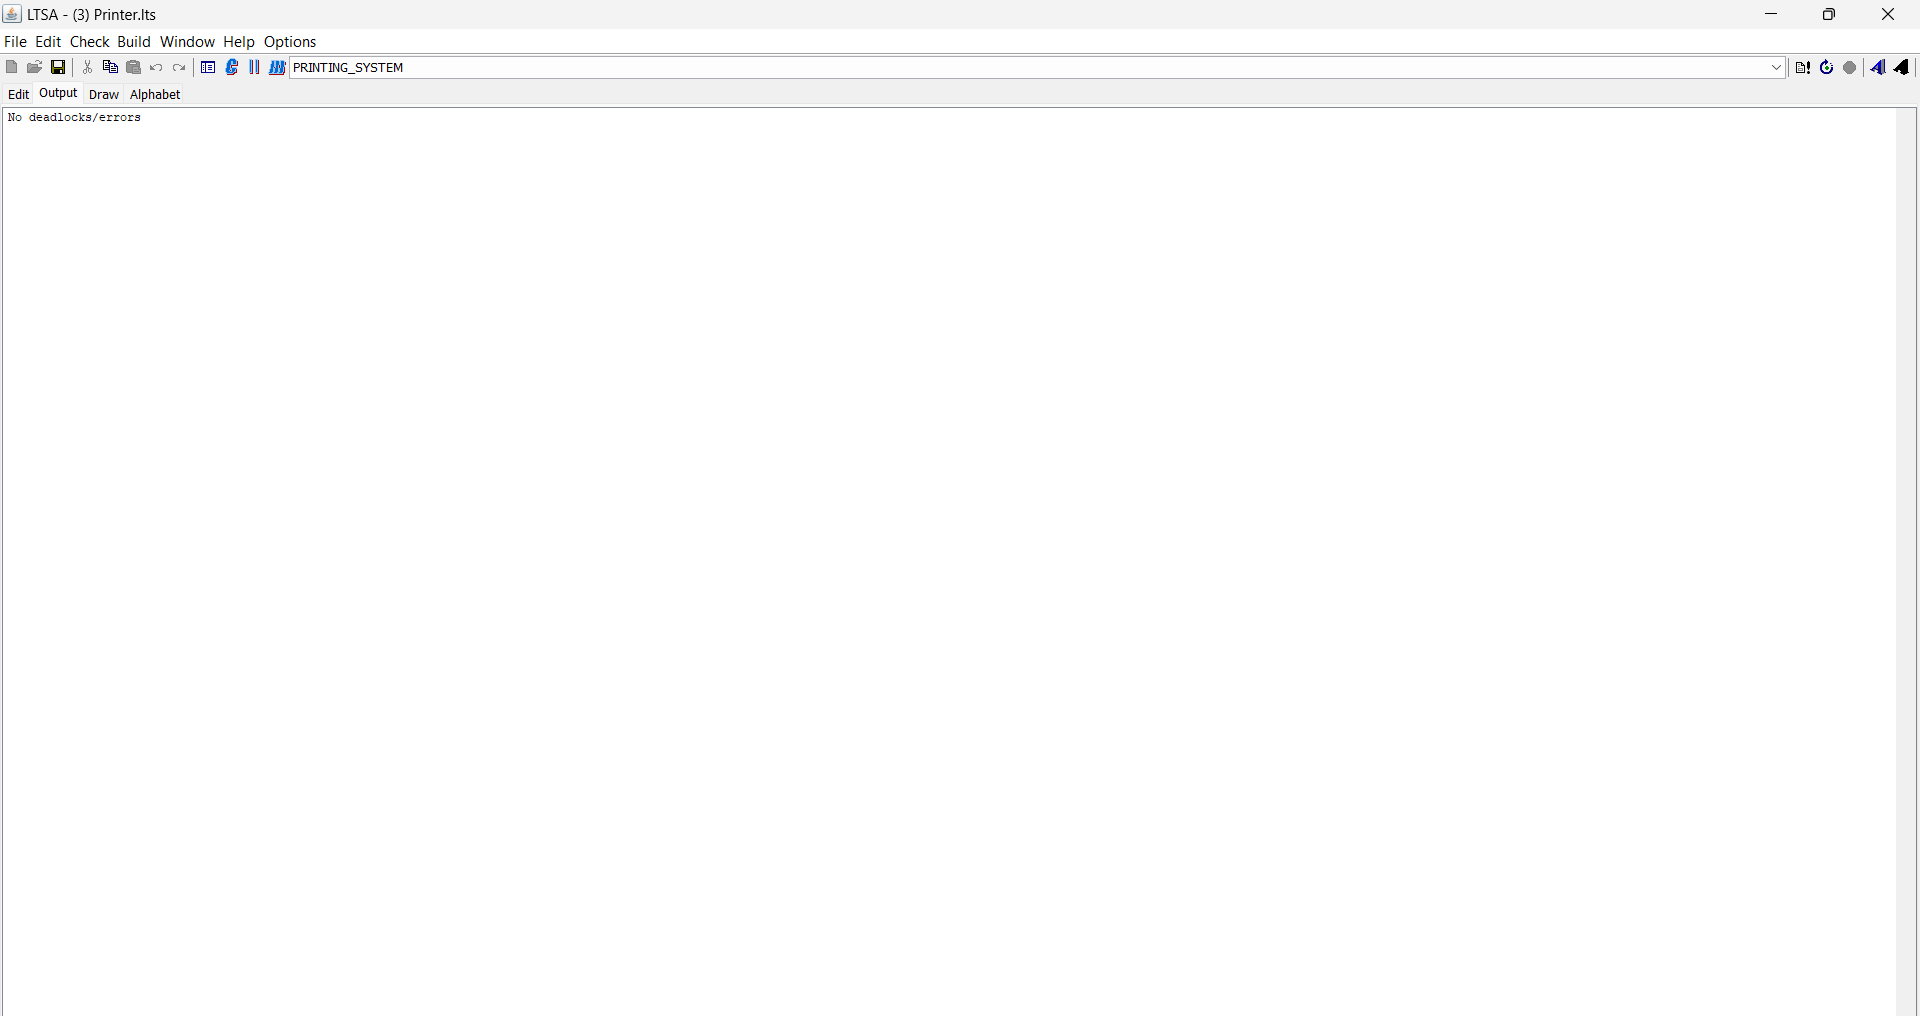 LTSA - (3) Printer.lts
File Edit Check Build Window Help Options
PRINTING_SYSTEM
Edit Output Draw Alphabet
No deadlocks/errors